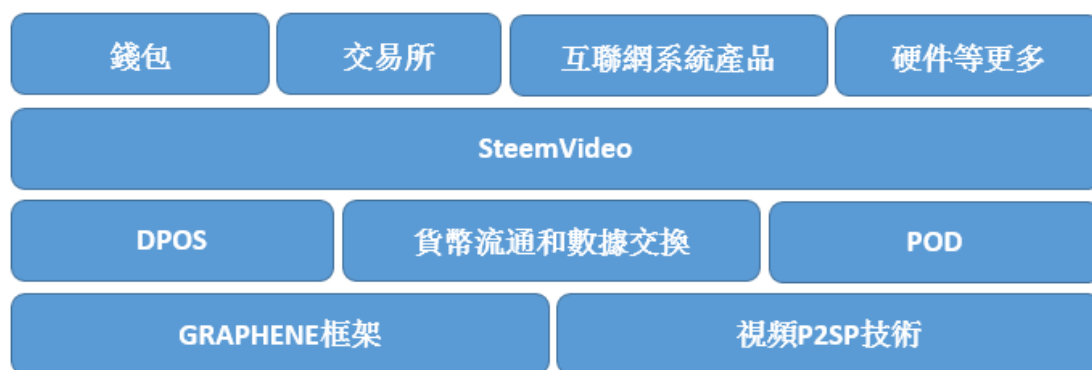 錢包
交易所
互聯網系統產品
硬件等更多
SteemVideo
DPOS
貨幣流通和數據交換
POD
GRAPHENE框架
視頻P2SP技術